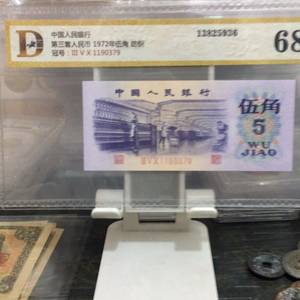 D
中国人民银行
第三套人民币 1972年伍角 纺织
冠号：III V X 1190379
13825936
68
中国人民银行
伍角
5
WU
JIAO
III V X 1190379